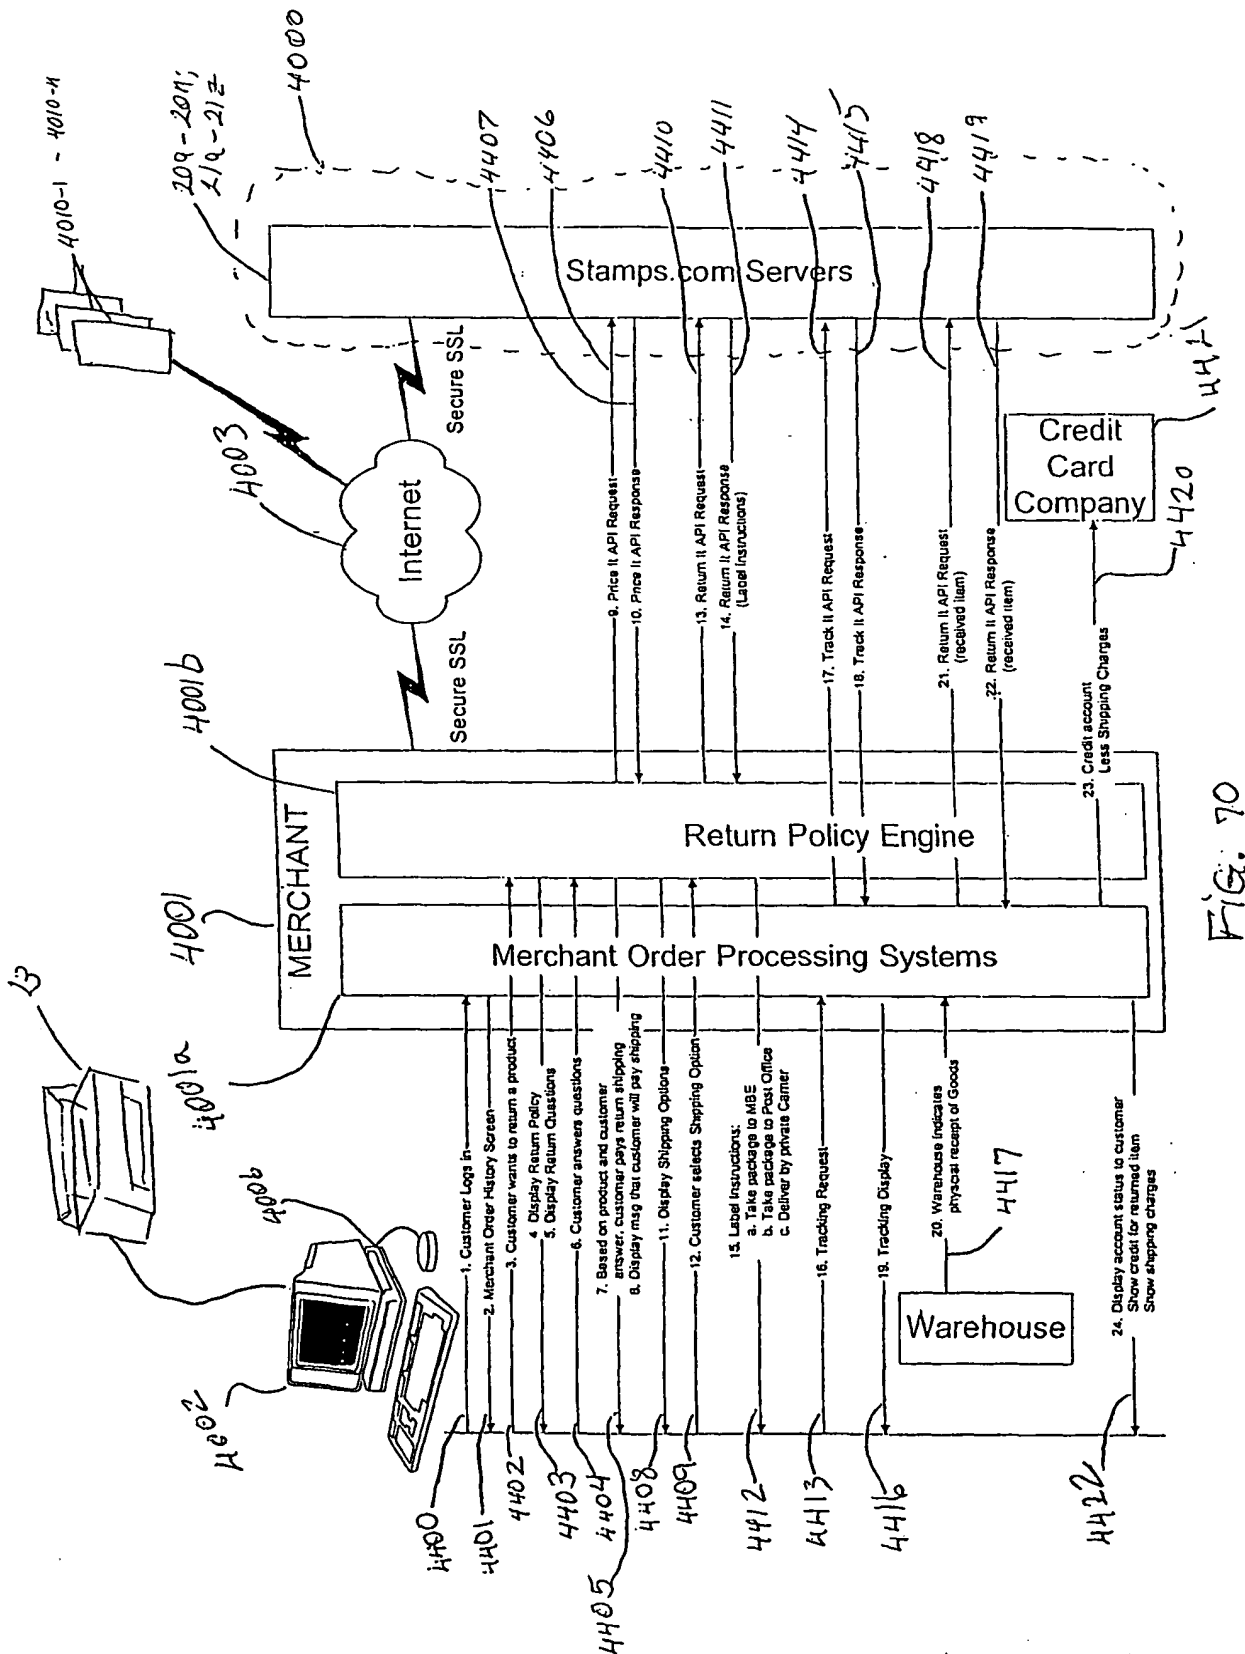 23
4002
4006
4001
4001a
4001b
4003
4010-1 - 4010-n
20a-20n;
21a-21z
4000
MERCHANT
Internet
Secure SSL
Secure SSL
Merchant Order Processing Systems
Return Policy Engine
Stamps.com Servers
4400
1. Customer Logs in
4401
2. Merchant Order History Screen
4402
3. Customer wants to return a product
4403
4. Display Return Policy
5. Display Return Questions
4404
6. Customer answers questions
4405
7. Based on product and customer
answer, customer pays return shipping
8. Display msg that customer will pay shipping
9. Price It API Request
4406
10. Price It API Response
4407
4408
11. Display Shipping Options
4409
12. Customer selects Shipping Option
13. Return It API Request
4410
14. Return It API Response
(Label Instructions)
4411
4412
15. Label Instructions:
a. Take package to MBE
b. Take package to Post Office
c. Deliver by private Carrier
4413
16. Tracking Request
17. Track It API Request
4414
18. Track It API Response
4415
4416
19. Tracking Display
Warehouse
4417
20. Warehouse Indicates
physical receipt of Goods
21. Return It API Request
(received item)
4418
22. Return It API Response
(received item)
4419
23. Credit account
Less Shipping Charges
4420
Credit
Card
Company
4421
4422
24. Display account status to customer
Show credit for returned item
Show shipping charges
FIG. 70